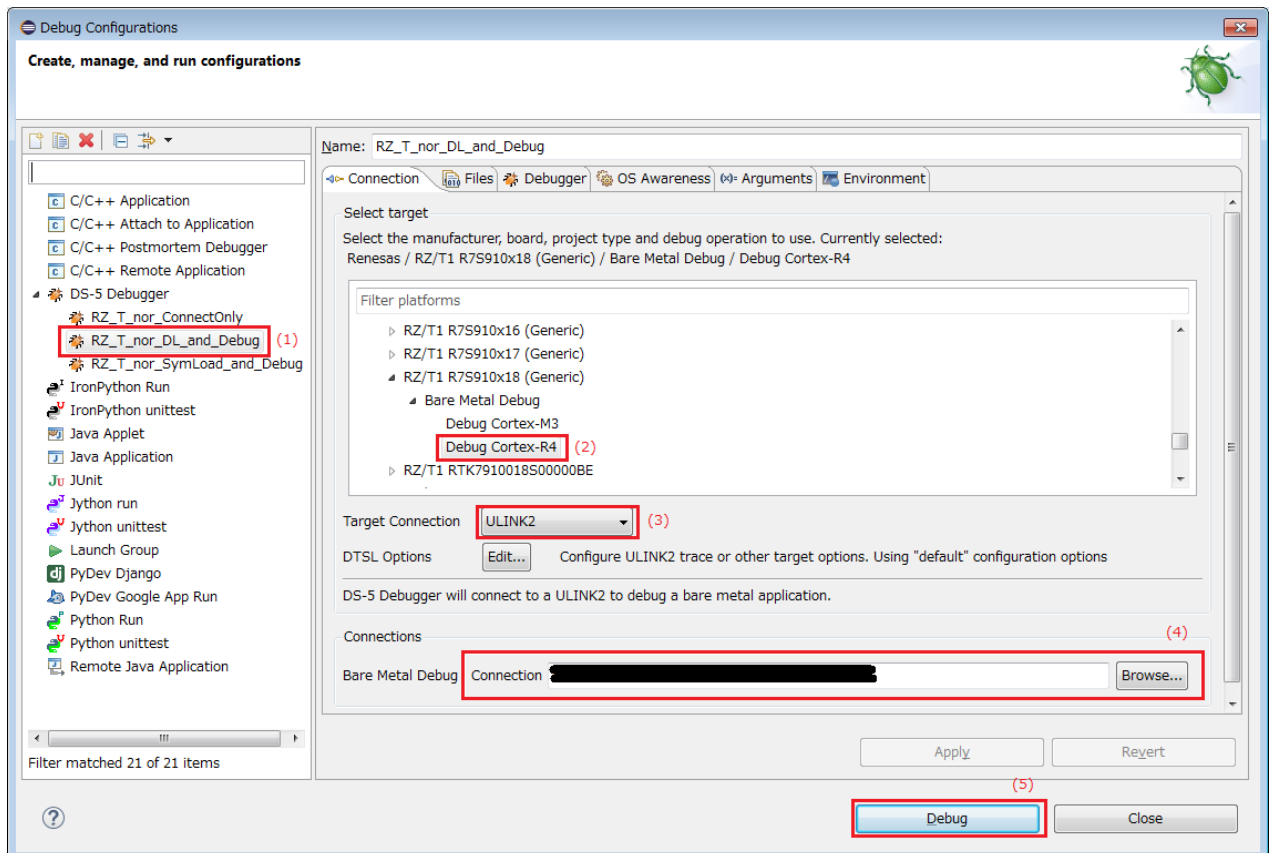 Debug Configurations
Create, manage, and run configurations
Name: RZ_T_nor_DL_and_Debug
Connection Files Debugger OS Awareness (x)= Arguments Environment
C/C++ Application
C/C++ Attach to Application
C/C++ Postmortem Debugger
C/C++ Remote Application
DS-5 Debugger
RZ_T_nor_ConnectOnly
RZ_T_nor_DL_and_Debug (1)
RZ_T_nor_SymLoad_and_Debug
IronPython Run
IronPython unittest
Java Applet
Java Application
Ju JUnit
Jython run
Jython unittest
Launch Group
dj PyDev Django
PyDev Google App Run
Python Run
Python unittest
Remote Java Application
Filter matched 21 of 21 items
Select target
Select the manufacturer, board, project type and debug operation to use. Currently selected:
Renesas / RZ/T1 R7S910x18 (Generic) / Bare Metal Debug / Debug Cortex-R4
Filter platforms
RZ/T1 R7S910x16 (Generic)
RZ/T1 R7S910x17 (Generic)
RZ/T1 R7S910x18 (Generic)
Bare Metal Debug
Debug Cortex-M3
Debug Cortex-R4 (2)
RZ/T1 RTK7910018S00000BE
Target Connection ULINK2 (3)
DTSL Options Edit... Configure ULINK2 trace or other target options. Using "default" configuration options
DS-5 Debugger will connect to a ULINK2 to debug a bare metal application.
Connections
(4)
Bare Metal Debug Connection Browse...
Apply Revert
(5)
Debug Close